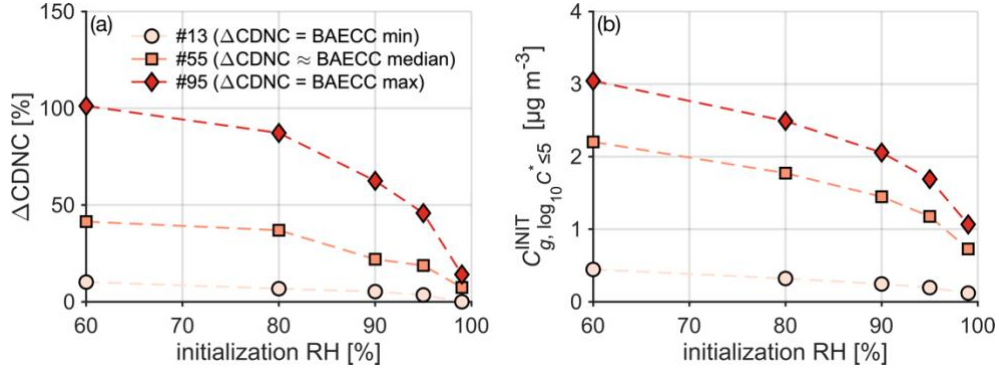 (a)
#13 (ΔCDNC = BAECC min)
#55 (ΔCDNC ≈ BAECC median)
#95 (ΔCDNC = BAECC max)
ΔCDNC [%]
150
100
50
0
60 70 80 90 100
initialization RH [%]
(b)
C^INIT_g, log10 C* ≤5 [μg m⁻³]
4
3
2
1
0
60 70 80 90 100
initialization RH [%]